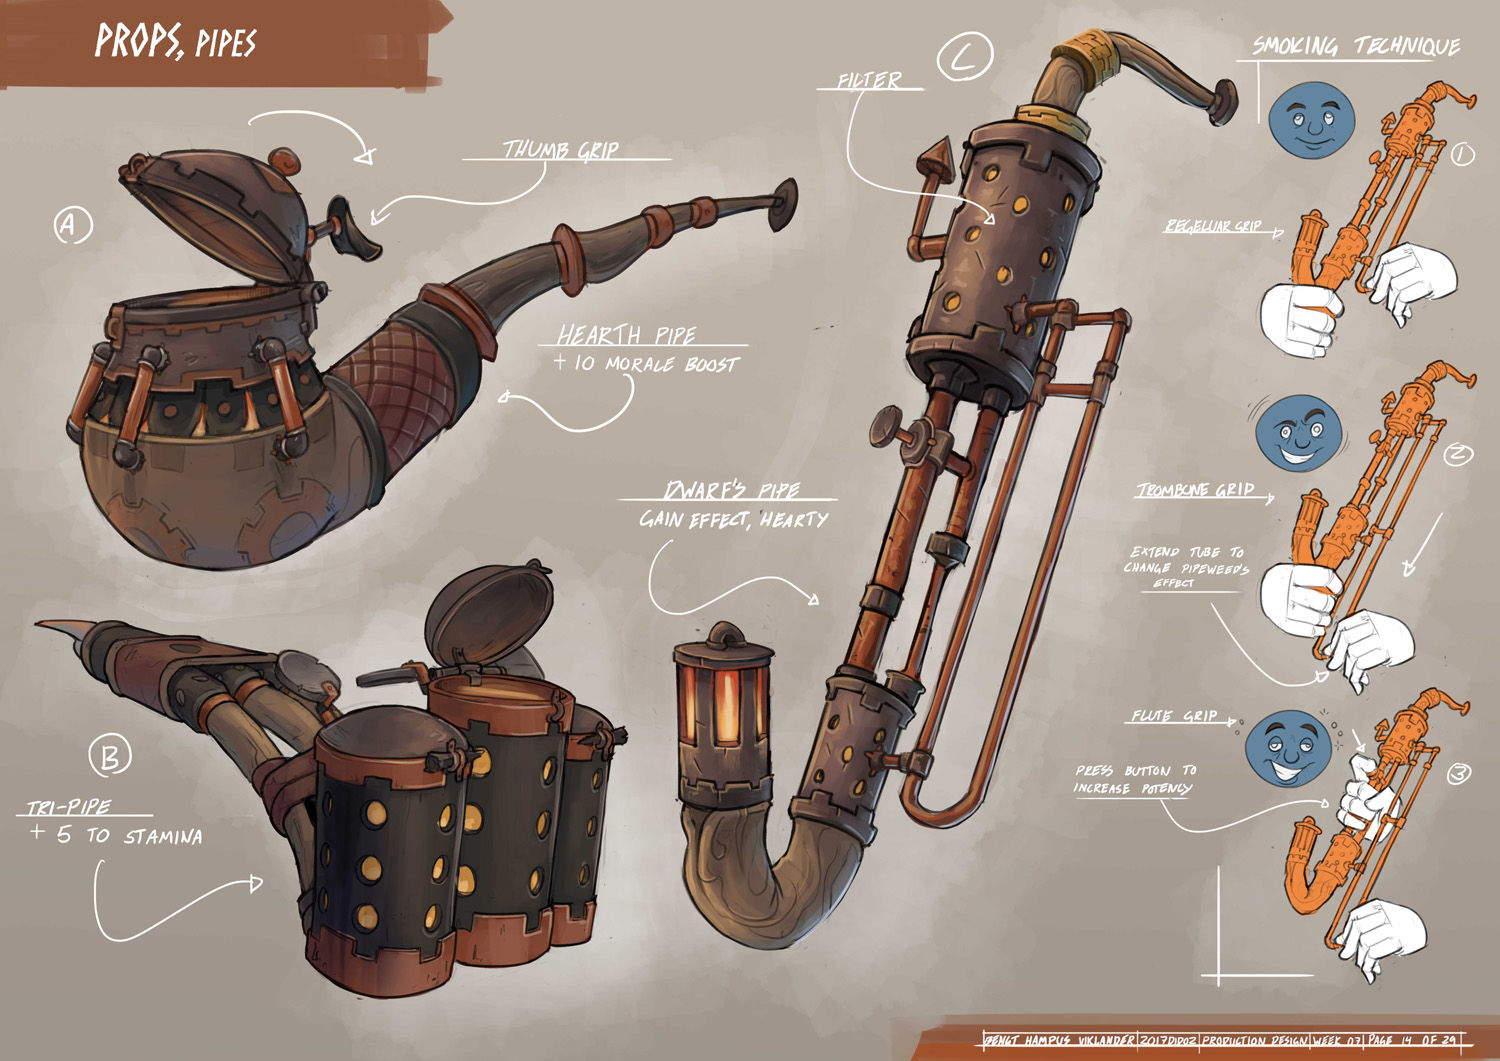 PROPS, PIPES
A
THUMB GRIP
HEARTH PIPE
+ 10 MORALE BOOST
B
TRI-PIPE
+ 5 TO STAMINA
C
FILTER
DWARF'S PIPE
GAIN EFFECT, HEARTY
SMOKING TECHNIQUE
1
REGELUAR GRIP
2
TROMBONE GRIP
EXTEND TUBE TO
CHANGE PIPEWEED'S
EFFECT
FLUTE GRIP
3
PRESS BUTTON TO
INCREASE POTENCY
BENGT HAMPUS VIKLANDER|2017DIDO2|PRODUCTION DESIGN|WEEK 07|PAGE 14 OF 29|